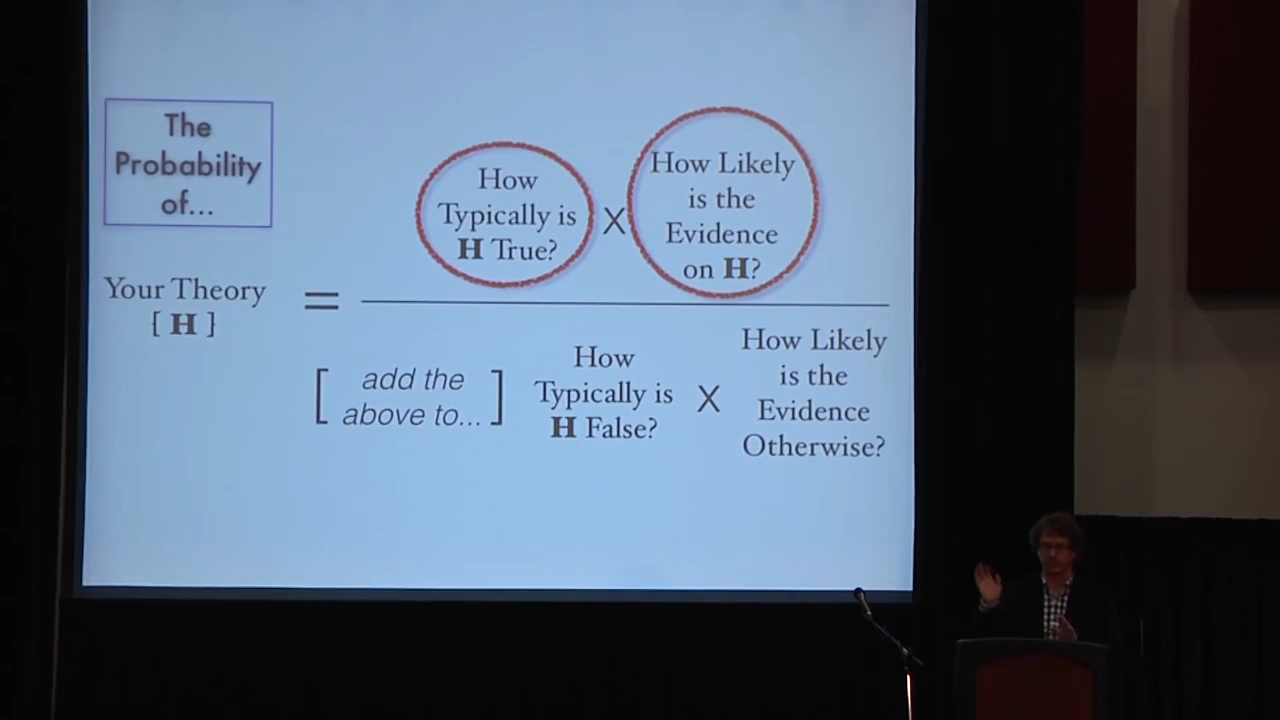 The
Probability
of...
Your Theory
[ H ]
=
How
Typically is
H True?
X
How Likely
is the
Evidence
on H?
[ add the
above to... ]
How
Typically is
H False?
X
How Likely
is the
Evidence
Otherwise?